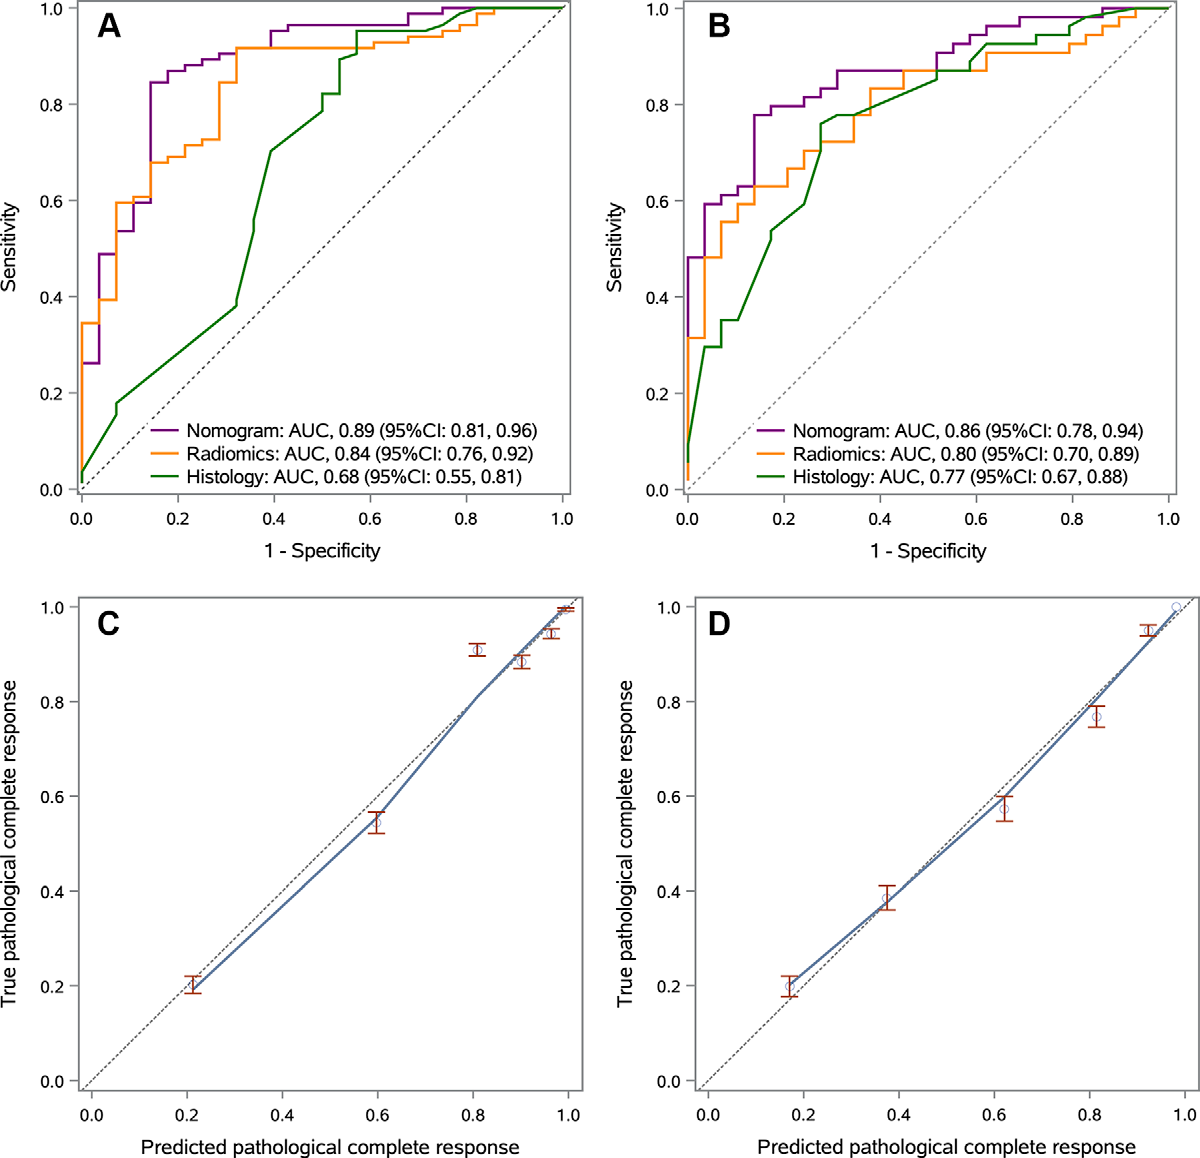 A
1.0
0.8
0.6
0.4
0.2
0.0
Sensitivity
Nomogram: AUC, 0.89 (95%CI: 0.81, 0.96)
Radiomics: AUC, 0.84 (95%CI: 0.76, 0.92)
Histology: AUC, 0.68 (95%CI: 0.55, 0.81)
0.0 0.2 0.4 0.6 0.8 1.0
1 - Specificity
B
1.0
0.8
0.6
0.4
0.2
0.0
Sensitivity
Nomogram: AUC, 0.86 (95%CI: 0.78, 0.94)
Radiomics: AUC, 0.80 (95%CI: 0.70, 0.89)
Histology: AUC, 0.77 (95%CI: 0.67, 0.88)
0.0 0.2 0.4 0.6 0.8 1.0
1 - Specificity
C
1.0
0.8
0.6
0.4
0.2
0.0
True pathological complete response
0.0 0.2 0.4 0.6 0.8 1.0
Predicted pathological complete response
D
1.0
0.8
0.6
0.4
0.2
0.0
True pathological complete response
0.0 0.2 0.4 0.6 0.8 1.0
Predicted pathological complete response